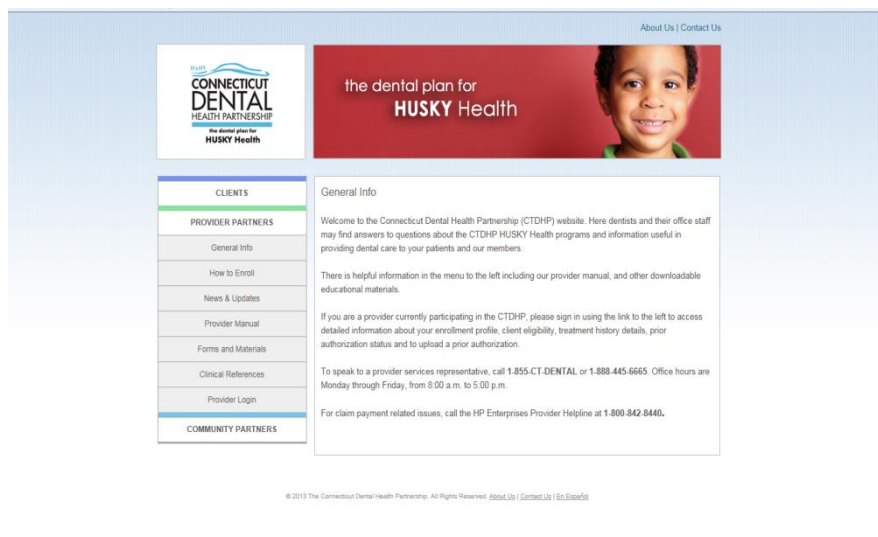 About Us | Contact Us
CONNECTICUT
DENTAL
HEALTH PARTNERSHIP
the dental plan for
HUSKY Health
the dental plan for
HUSKY Health
CLIENTS
PROVIDER PARTNERS
General Info
How to Enroll
News & Updates
Provider Manual
Forms and Materials
Clinical References
Provider Login
COMMUNITY PARTNERS
General Info
Welcome to the Connecticut Dental Health Partnership (CTDHP) website. Here dentists and their office staff
may find answers to questions about the CTDHP HUSKY Health programs and information useful in
providing dental care to your patients and our members.
There is helpful information in the menu to the left including our provider manual, and other downloadable
educational materials.
If you are a provider currently participating in the CTDHP, please sign in using the link to the left to access
detailed information about your enrollment profile, client eligibility, treatment history details, prior
authorization status and to upload a prior authorization.
To speak to a provider services representative, call 1-855-CT-DENTAL or 1-888-445-6665. Office hours are
Monday through Friday, from 8:00 a.m. to 5:00 p.m.
For claim payment related issues, call the HP Enterprises Provider Helpline at 1-800-842-8440.
© 2013 The Connecticut Dental Health Partnership. All Rights Reserved. About Us | Contact Us | En Español